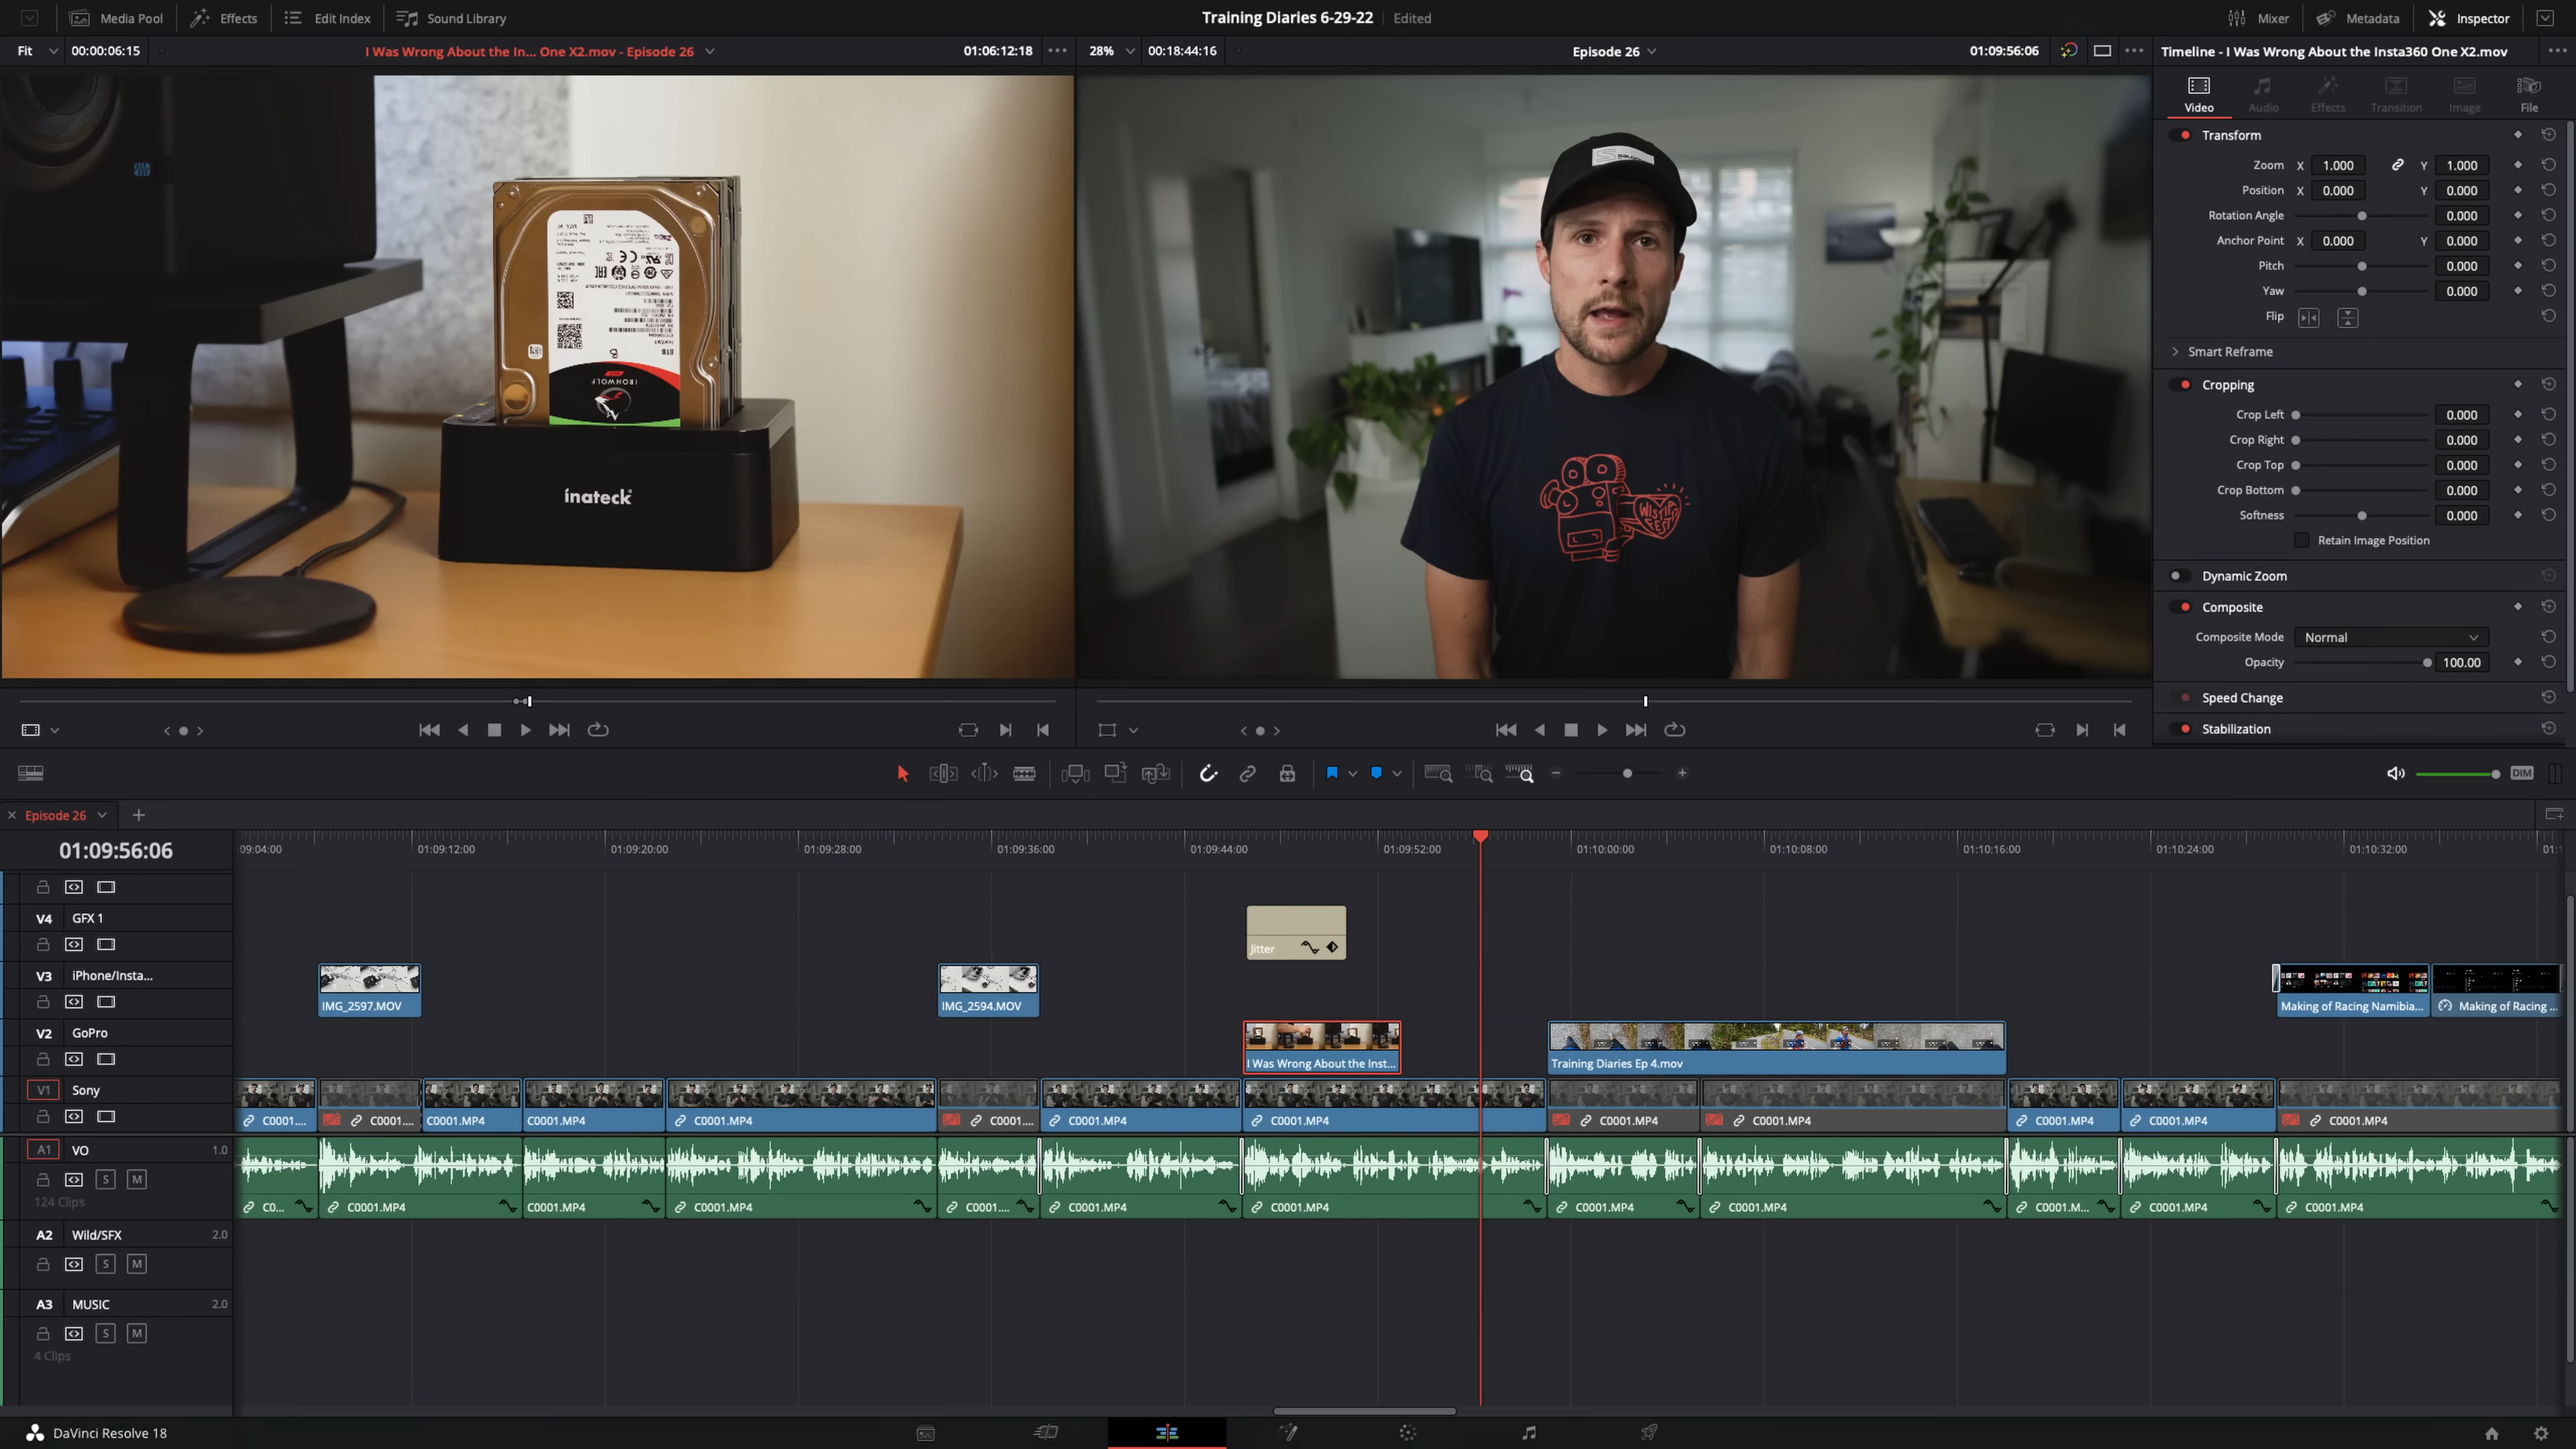 Media Pool Effects Edit Index Sound Library Training Diaries 6-29-22 Edited Mixer Metadata Inspector
Fit 00:00:06:15 I Was Wrong About the In... One X2.mov - Episode 26 01:06:12:18 ••• 28% 00:18:44:16 Episode 26 01:09:56:06 ••• Timeline - I Was Wrong About the Insta360 One X2.mov •••
Video Audio Effects Transition Image File
Transform
Zoom X 1.000 Y 1.000
Position X 0.000 Y 0.000
Rotation Angle 0.000
Anchor Point X 0.000 Y 0.000
Pitch 0.000
Yaw 0.000
Flip
Smart Reframe
Cropping
Crop Left 0.000
Crop Right 0.000
Crop Top 0.000
Crop Bottom 0.000
Softness 0.000
Retain Image Position
Dynamic Zoom
Composite
Composite Mode Normal
Opacity 100.00
Speed Change
Stabilization
8TB
IRONWOLF
inateck
WISTIA
FEST
DIM
Episode 26
01:09:56:06
09:04:00 01:09:12:00 01:09:20:00 01:09:28:00 01:09:36:00 01:09:44:00 01:09:52:00 01:10:00:00 01:10:08:00 01:10:16:00 01:10:24:00 01:10:32:00 01:1
V4 GFX 1
Jitter
V3 iPhone/Insta...
IMG_2597.MOV IMG_2594.MOV Making of Racing Namibia... Making of Racing ...
V2 GoPro
I Was Wrong About the Inst... Training Diaries Ep 4.mov
V1 Sony
C0001.... C0001.... C0001.MP4 C0001.MP4 C0001.MP4 C0001.... C0001.MP4 C0001.MP4 C0001.MP4 C0001.MP4 C0001.MP4 C0001.MP4 C0001.MP4
A1 VO 1.0
S M
124 Clips
C0... C0001.MP4 C0001.MP4 C0001.MP4 C0001.... C0001.MP4 C0001.MP4 C0001.MP4 C0001.MP4 C0001.M... C0001.MP4 C0001.MP4
A2 Wild/SFX 2.0
S M
A3 MUSIC 2.0
S M
4 Clips
DaVinci Resolve 18